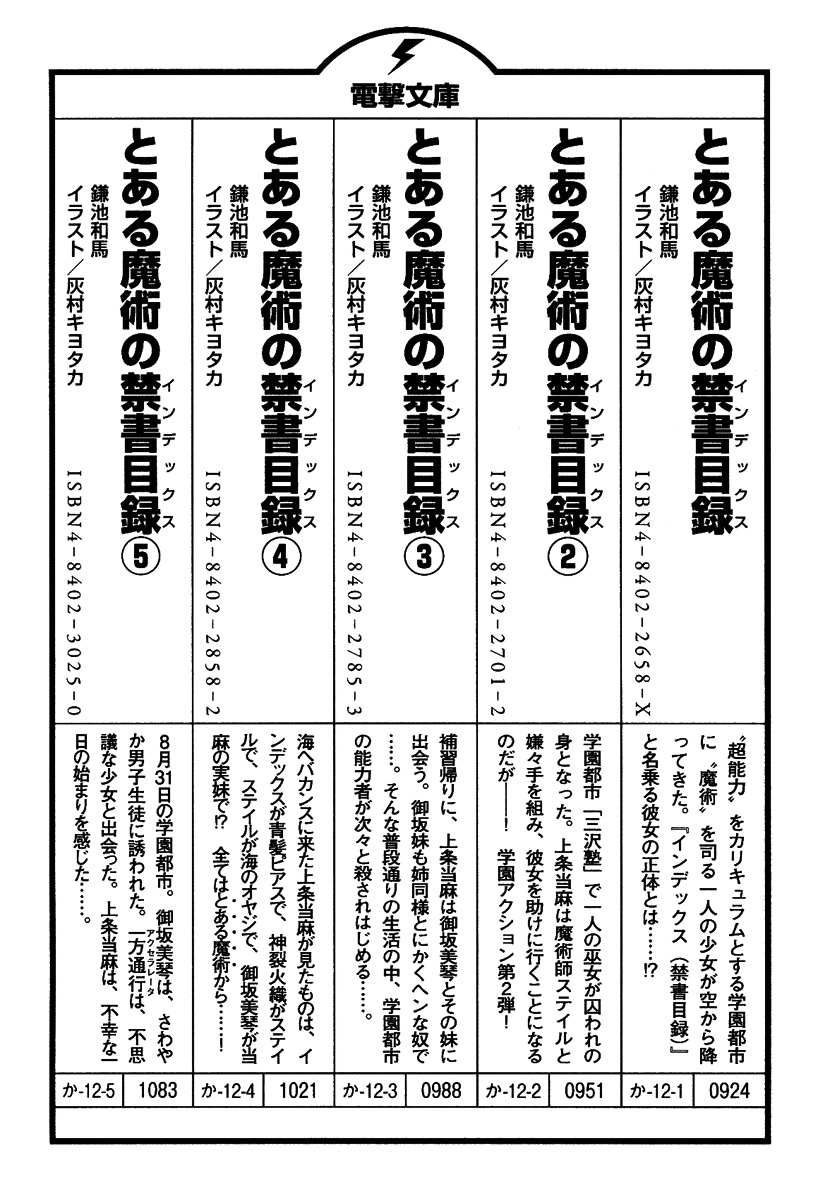 電撃文庫
とある魔術の禁書目録
インデックス
鎌池和馬
イラスト/灰村キヨタカ
ISBN4-8402-2658-X
〝超能力〟をカリキュラムとする学園都市
に〝魔術〟を司る一人の少女が空から降
ってきた。『インデックス(禁書目録)』
と名乗る彼女の正体とは……!?
か-12-1
0924
とある魔術の禁書目録②
インデックス
鎌池和馬
イラスト/灰村キヨタカ
ISBN4-8402-2701-2
学園都市「三沢塾」で一人の巫女が囚われの
身となった。上条当麻は魔術師ステイルと
嫌々手を組み、彼女を助けに行くことになる
のだが——! 学園アクション第2弾!
か-12-2
0951
とある魔術の禁書目録③
インデックス
鎌池和馬
イラスト/灰村キヨタカ
ISBN4-8402-2785-3
補習帰りに、上条当麻は御坂美琴とその妹に
出会う。御坂妹も姉同様とにかくヘンな奴で
……。そんな普段通りの生活の中、学園都市
の能力者が次々と殺されはじめる……。
か-12-3
0988
とある魔術の禁書目録④
インデックス
鎌池和馬
イラスト/灰村キヨタカ
ISBN4-8402-2858-2
海へバカンスに来た上条当麻が見たものは、イ
ンデックスが青髪ピアスで、神裂火織がステイ
ルで、ステイルが海のオヤジで、御坂美琴が当
麻の実妹で!? 全てはとある魔術から……!
か-12-4
1021
とある魔術の禁書目録⑤
インデックス
鎌池和馬
イラスト/灰村キヨタカ
ISBN4-8402-3025-0
8月31日の学園都市。御坂美琴は、さわや
か男子生徒に誘われた。一方通行は、不思
アクセラレータ
議な少女と出会った。上条当麻は、不幸な一
日の始まりを感じた……。
か-12-5
1083